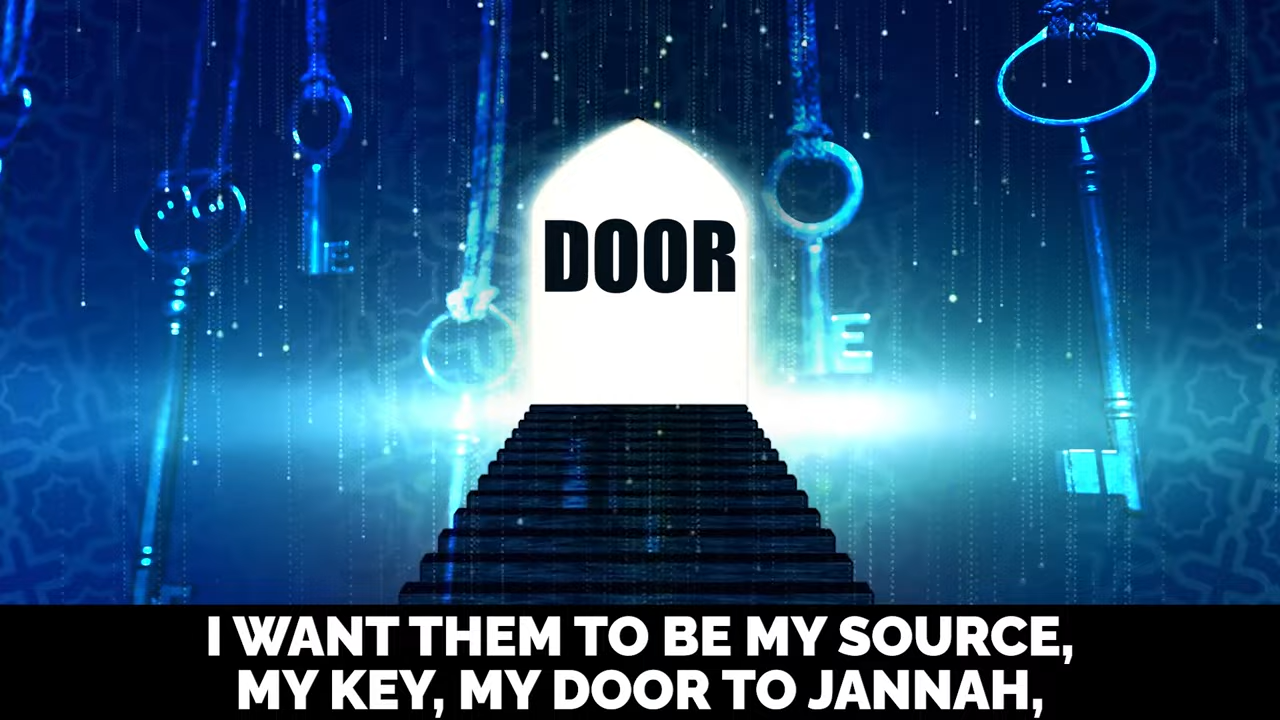 DOOR
I WANT THEM TO BE MY SOURCE,
MY KEY, MY DOOR TO JANNAH,